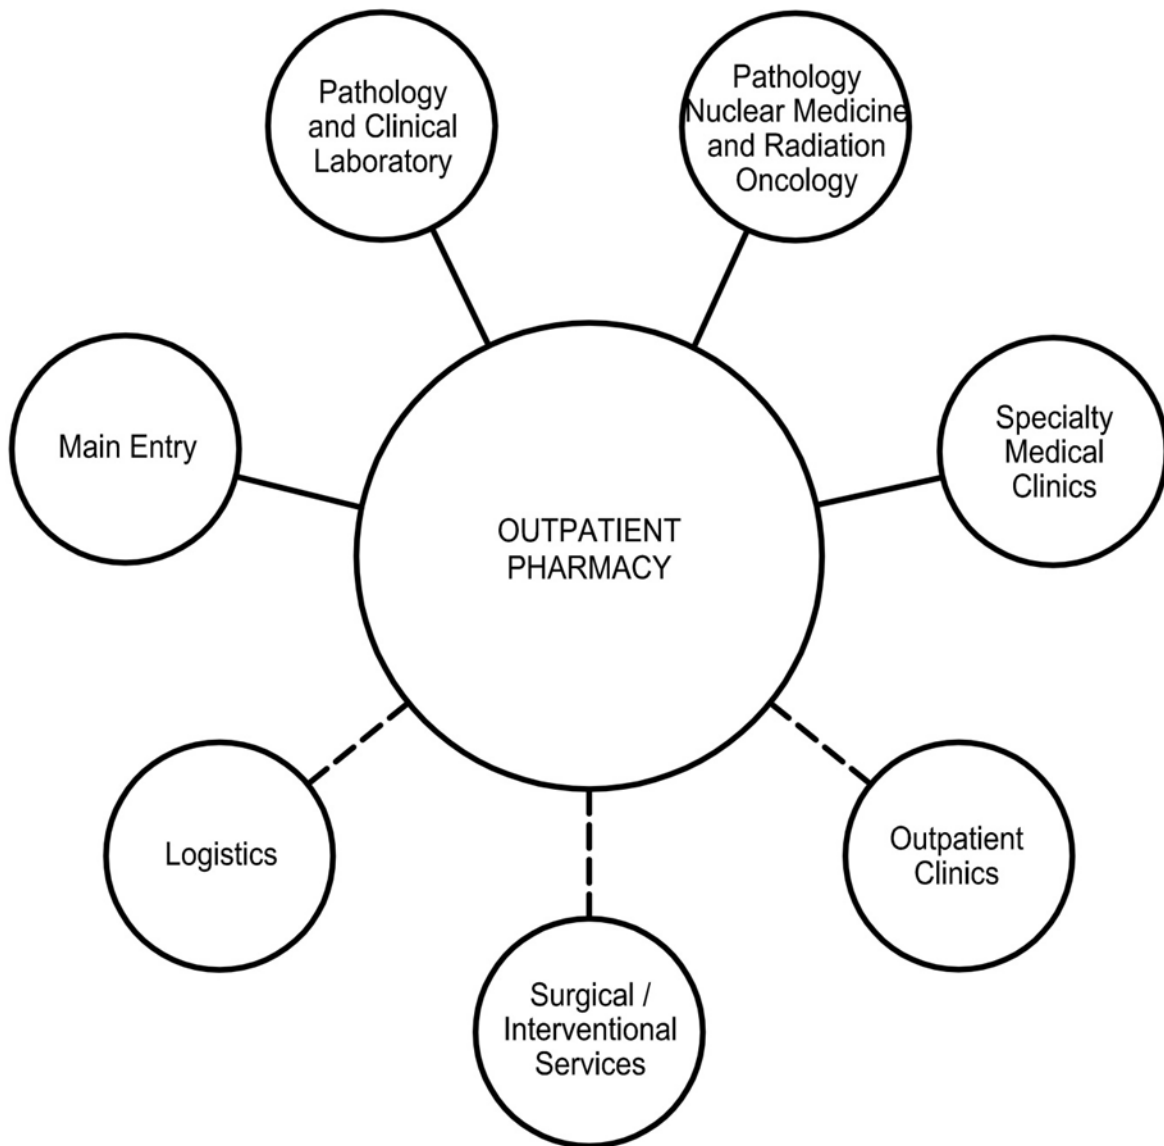 Pathology
and Clinical
Laboratory
Pathology
Nuclear Medicine
and Radiation
Oncology
Main Entry
Specialty
Medical
Clinics
OUTPATIENT
PHARMACY
Logistics
Outpatient
Clinics
Surgical /
Interventional
Services